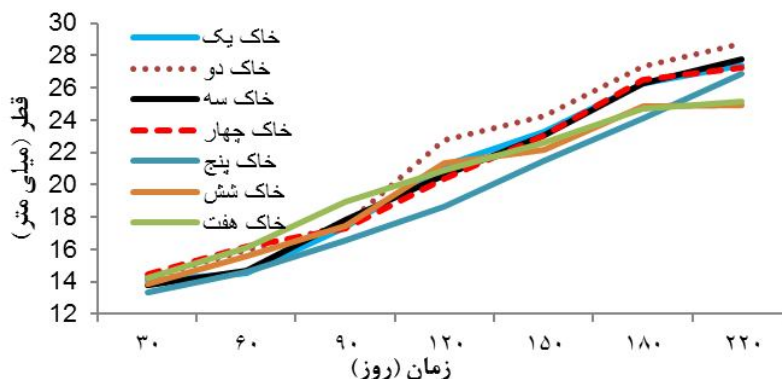 قطر (میلی متر)
30
28
26
24
22
20
18
16
14
12
خاک یک
خاک دو
خاک سه
خاک چهار
خاک پنج
خاک شش
خاک هفت
۳۰ ۶۰ ۹۰ ۱۲۰ ۱۵۰ ۱۸۰ ۲۲۰
زمان (روز)